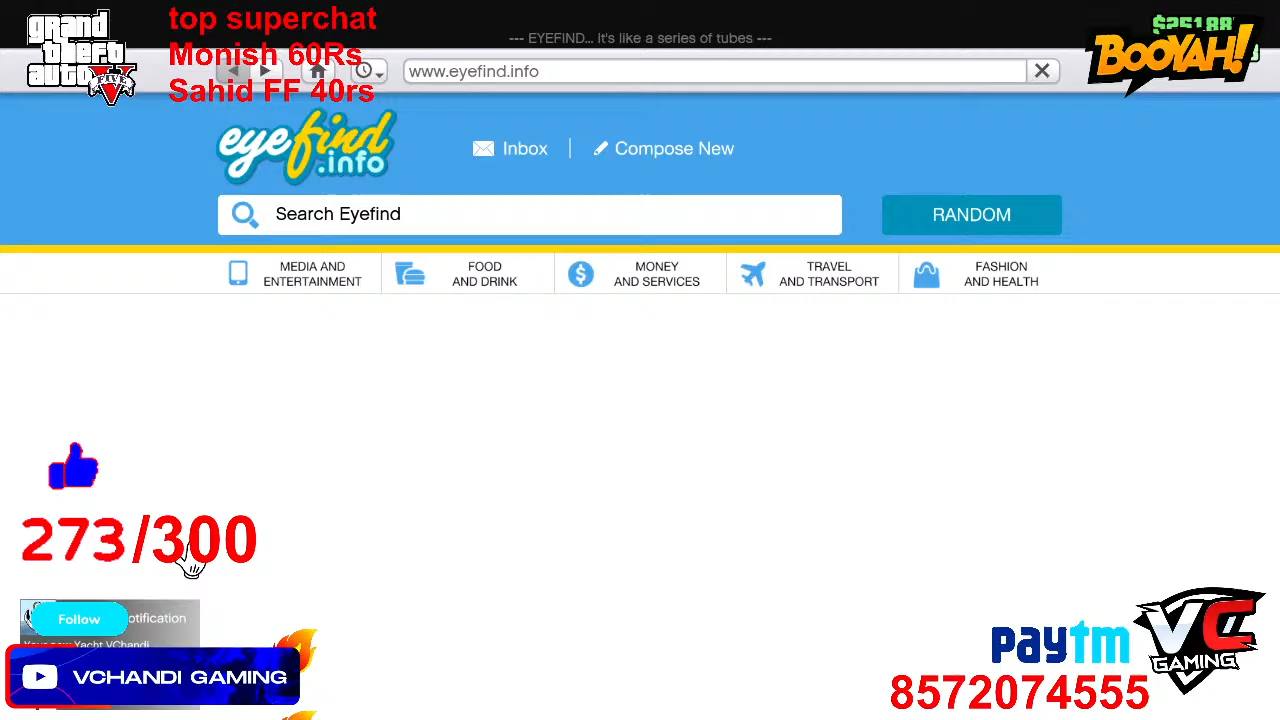 grand
theft
auto
FIVE
top superchat
Monish 60Rs
Sahid FF 40rs
--- EYEFIND... It's like a series of tubes ---
BOOYAH!
www.eyefind.info
eyefind
.info
Inbox
Compose New
Search Eyefind
RANDOM
MEDIA AND
ENTERTAINMENT
FOOD
AND DRINK
MONEY
AND SERVICES
TRAVEL
AND TRANSPORT
FASHION
AND HEALTH
273/300
Follow
VCHANDI GAMING
paytm
8572074555
VC
GAMING